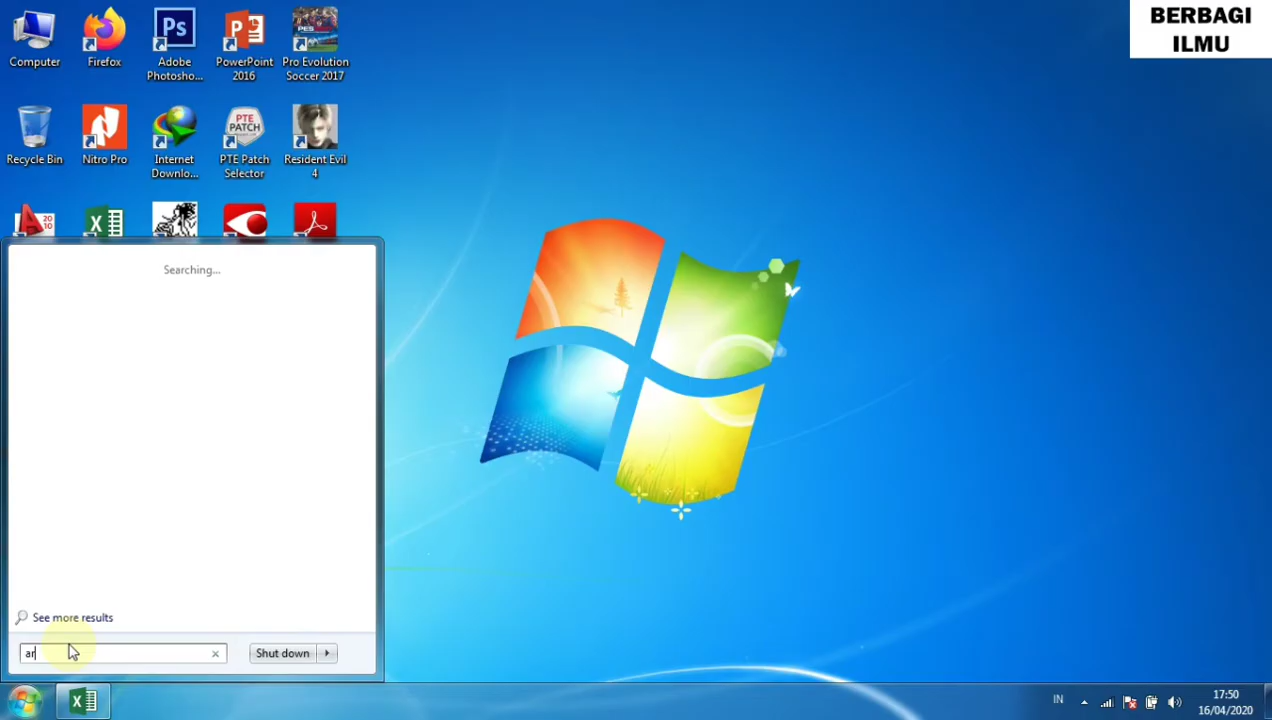 BERBAGI
ILMU
Computer
Firefox
Adobe
Photosho...
PowerPoint
2016
Pro Evolution
Soccer 2017
Recycle Bin
Nitro Pro
Internet
Downlo...
PTE Patch
Selector
Resident Evil
4
Searching...
See more results
ar
Shut down
IN
17:50
16/04/2020